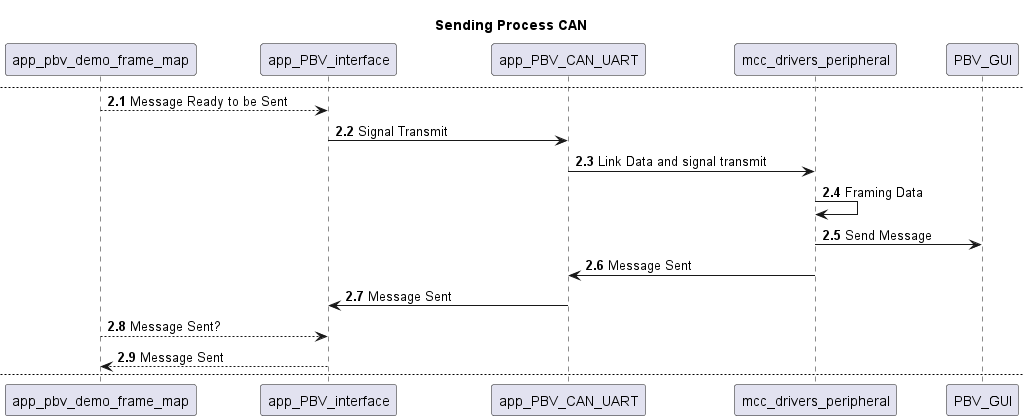 Sending Process CAN
app_pbv_demo_frame_map app_PBV_interface app_PBV_CAN_UART mcc_drivers_peripheral PBV_GUI
2.1 Message Ready to be Sent
2.2 Signal Transmit
2.3 Link Data and signal transmit
2.4 Framing Data
2.5 Send Message
2.6 Message Sent
2.7 Message Sent
2.8 Message Sent?
2.9 Message Sent
app_pbv_demo_frame_map app_PBV_interface app_PBV_CAN_UART mcc_drivers_peripheral PBV_GUI